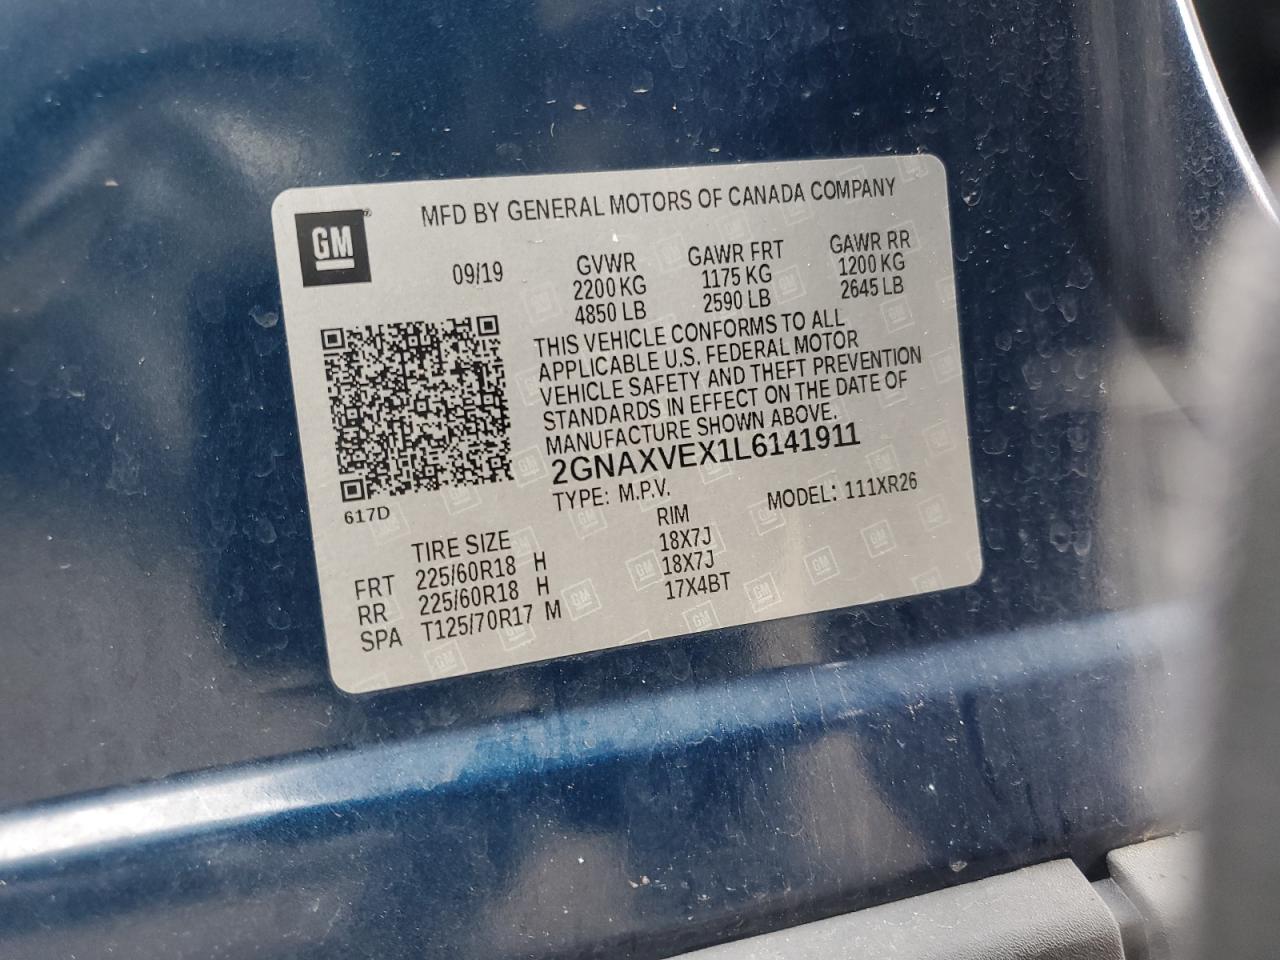 MFD BY GENERAL MOTORS OF CANADA COMPANY
GM
09/19 GVWR GAWR FRT GAWR RR
2200 KG 1175 KG 1200 KG
4850 LB 2590 LB 2645 LB
THIS VEHICLE CONFORMS TO ALL
APPLICABLE U.S. FEDERAL MOTOR
VEHICLE SAFETY AND THEFT PREVENTION
STANDARDS IN EFFECT ON THE DATE OF
MANUFACTURE SHOWN ABOVE.
2GNAXVEX1L6141911
TYPE: M.P.V. MODEL: 111XR26
617D
TIRE SIZE RIM
FRT 225/60R18 H 18X7J
RR 225/60R18 H 18X7J
SPA T125/70R17 M 17X4BT